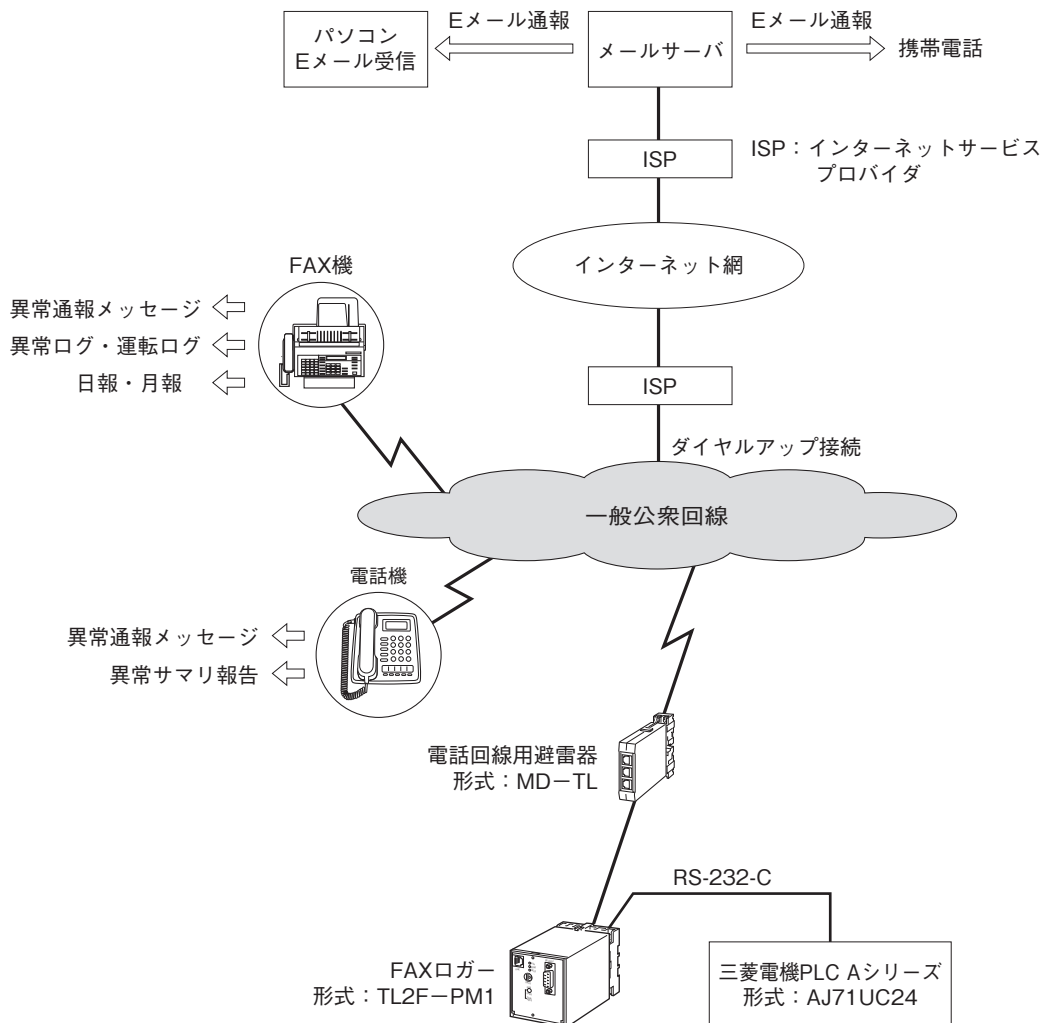 Eメール通報
Eメール通報
パソコン
Eメール受信
メールサーバ
携帯電話
ISP
ISP：インターネットサービス
プロバイダ
インターネット網
FAX機
異常通報メッセージ
異常ログ・運転ログ
日報・月報
ISP
ダイヤルアップ接続
一般公衆回線
電話機
異常通報メッセージ
異常サマリ報告
電話回線用避雷器
形式：MD－TL
RS-232-C
FAXロガー
形式：TL2F－PM1
三菱電機PLC Aシリーズ
形式：AJ71UC24